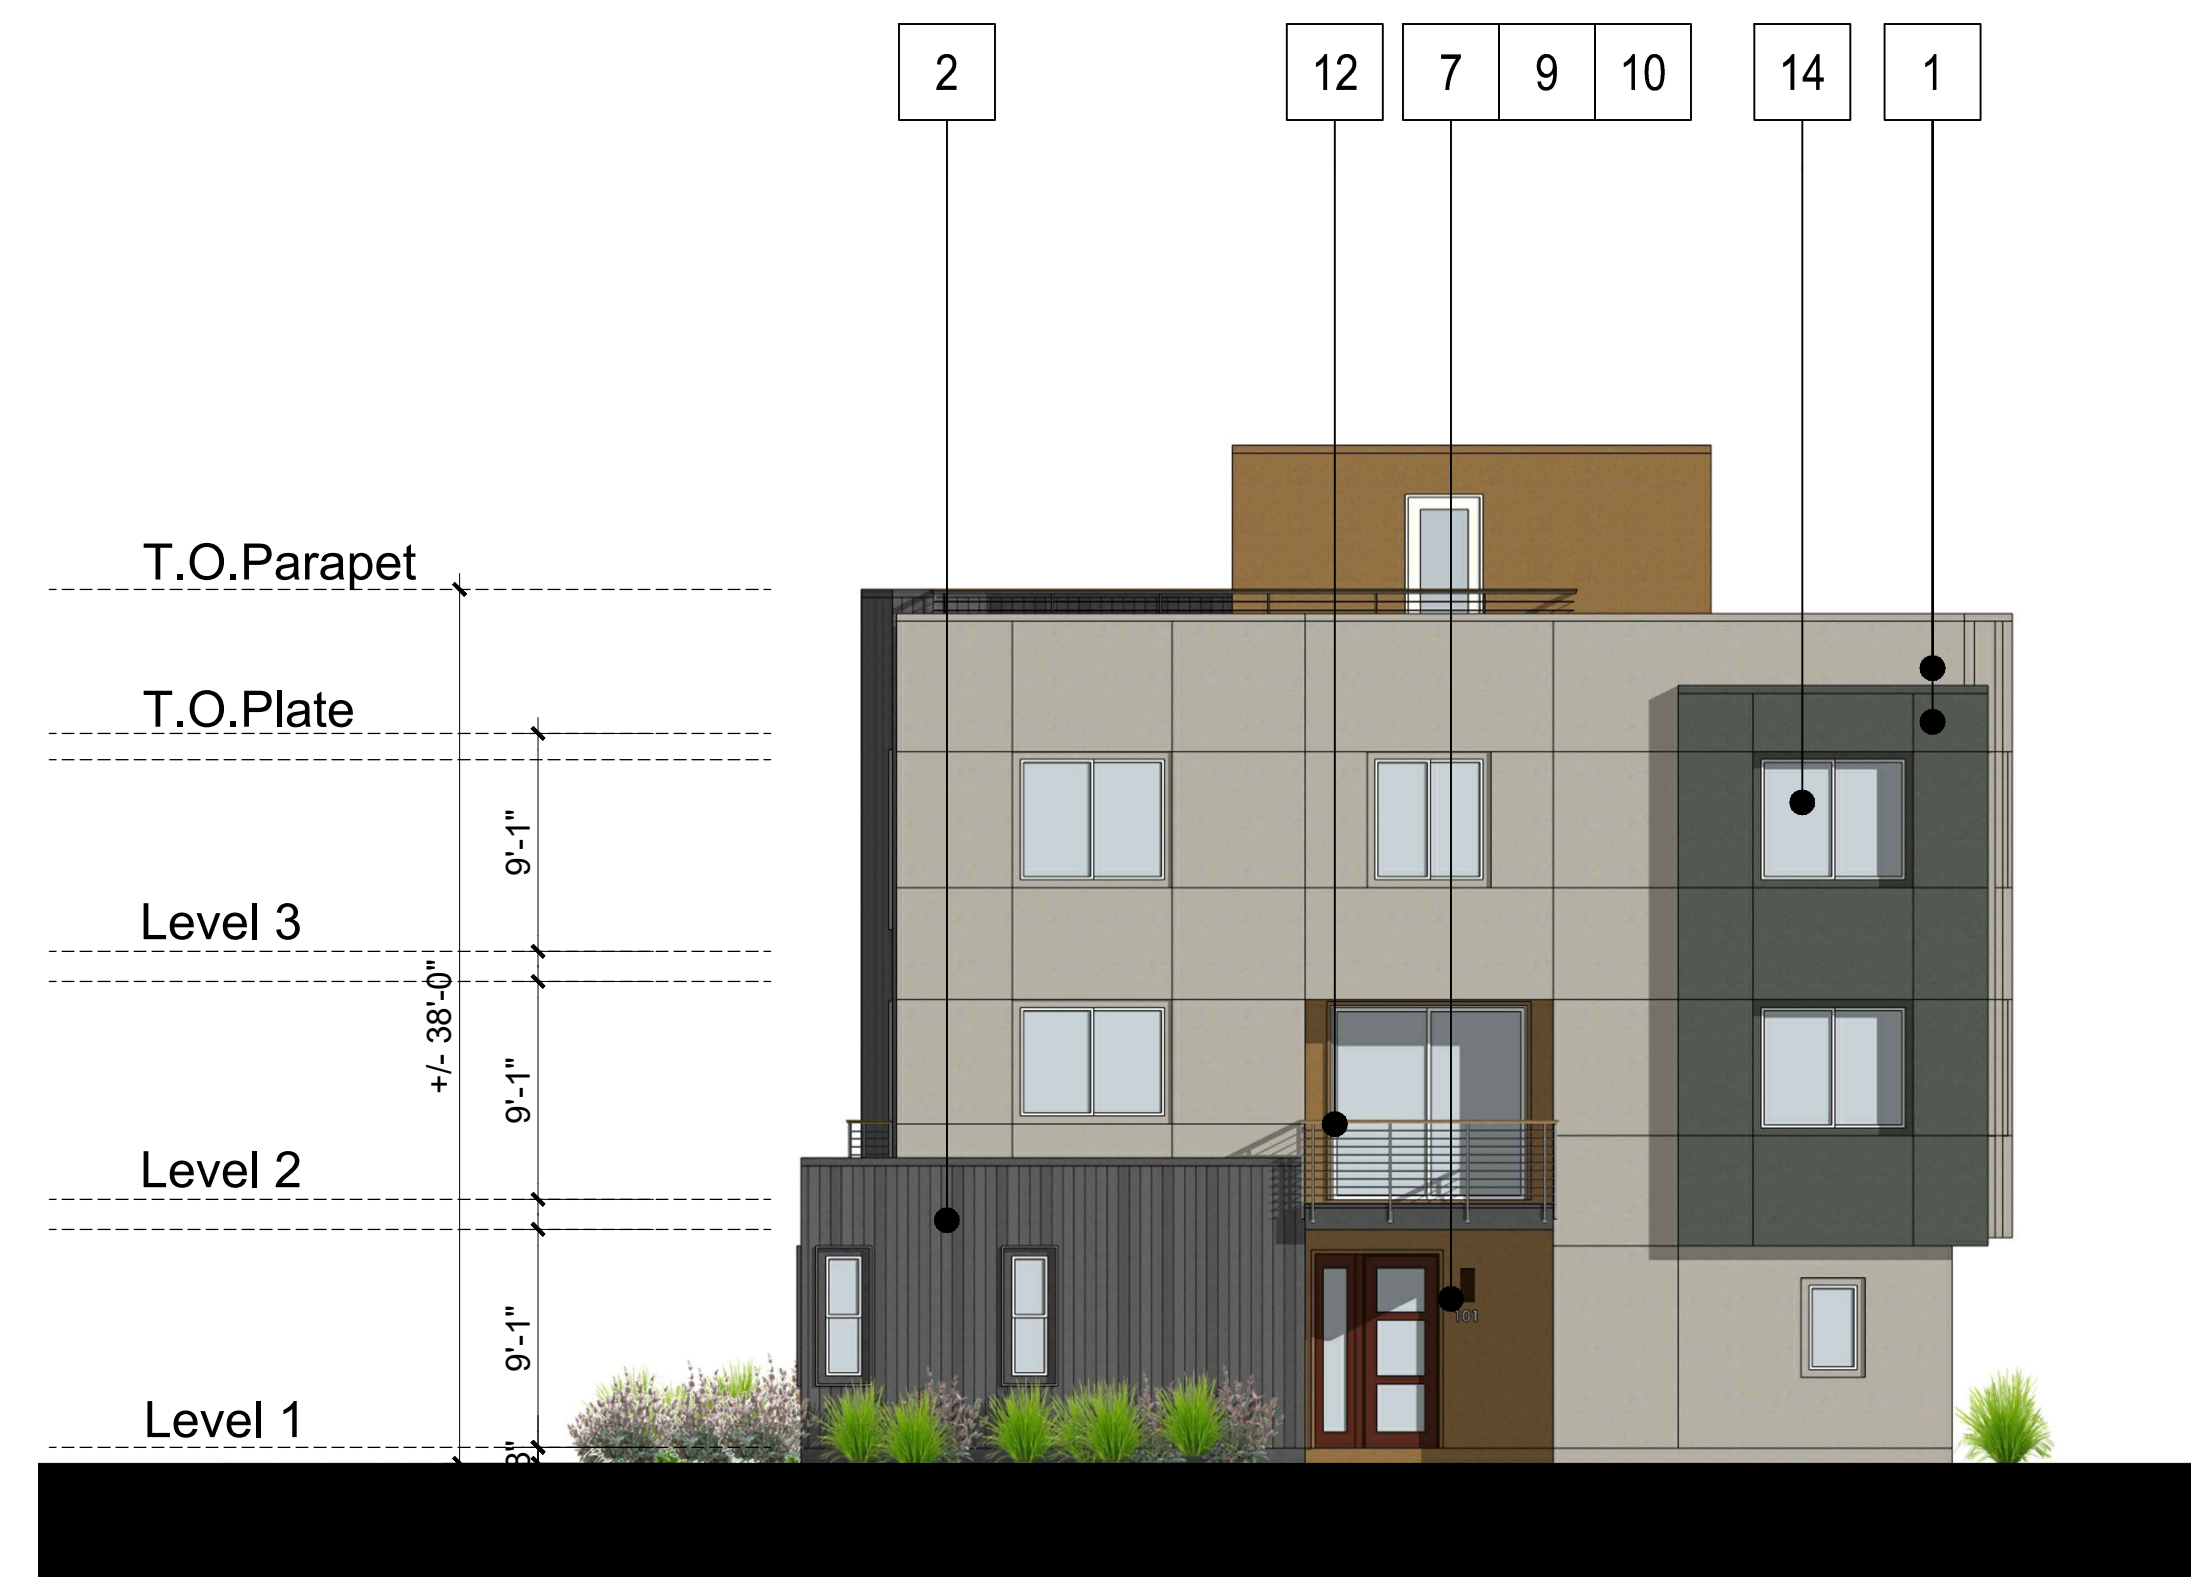 2 12 7 9 10 14 1
T.O.Parapet
T.O.Plate
9'-1"
Level 3
+/- 38'-0"
9'-1"
Level 2
9'-1"
101
Level 1
8"